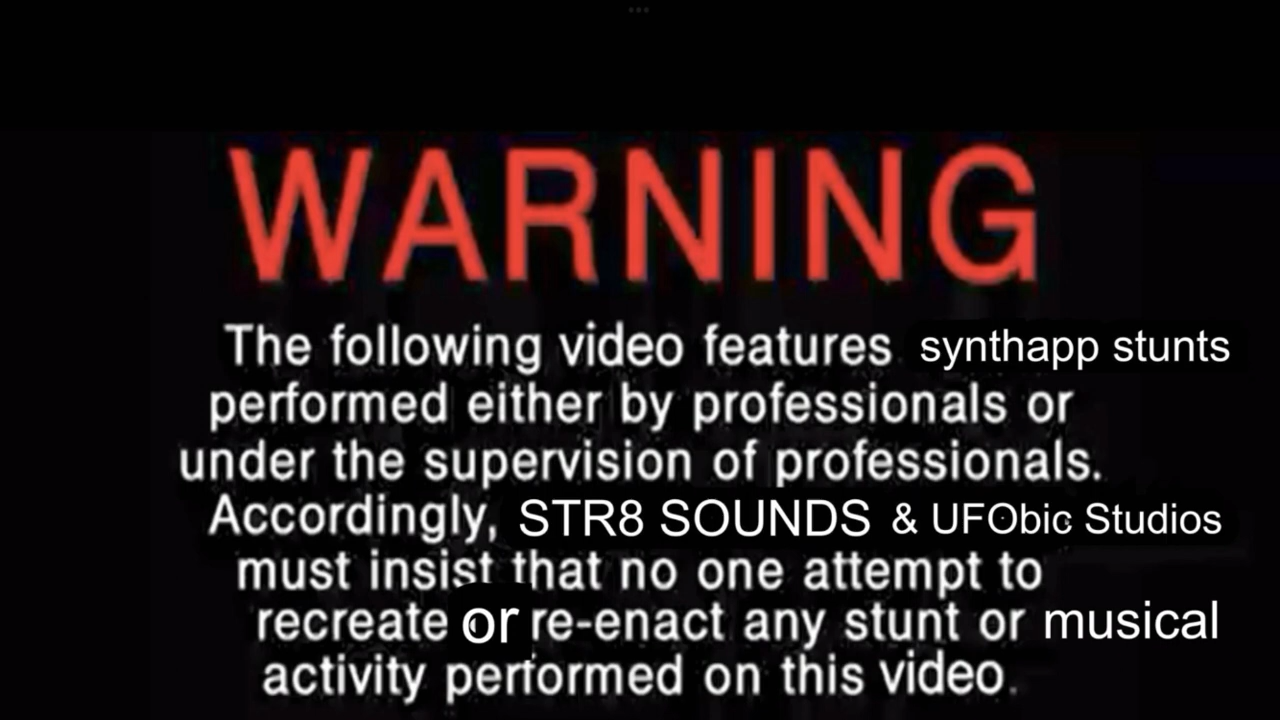 WARNING
The following video features synthapp stunts
performed either by professionals or
under the supervision of professionals.
Accordingly, STR8 SOUNDS & UFObic Studios
must insist that no one attempt to
recreate or re-enact any stunt or musical
activity performed on this video.